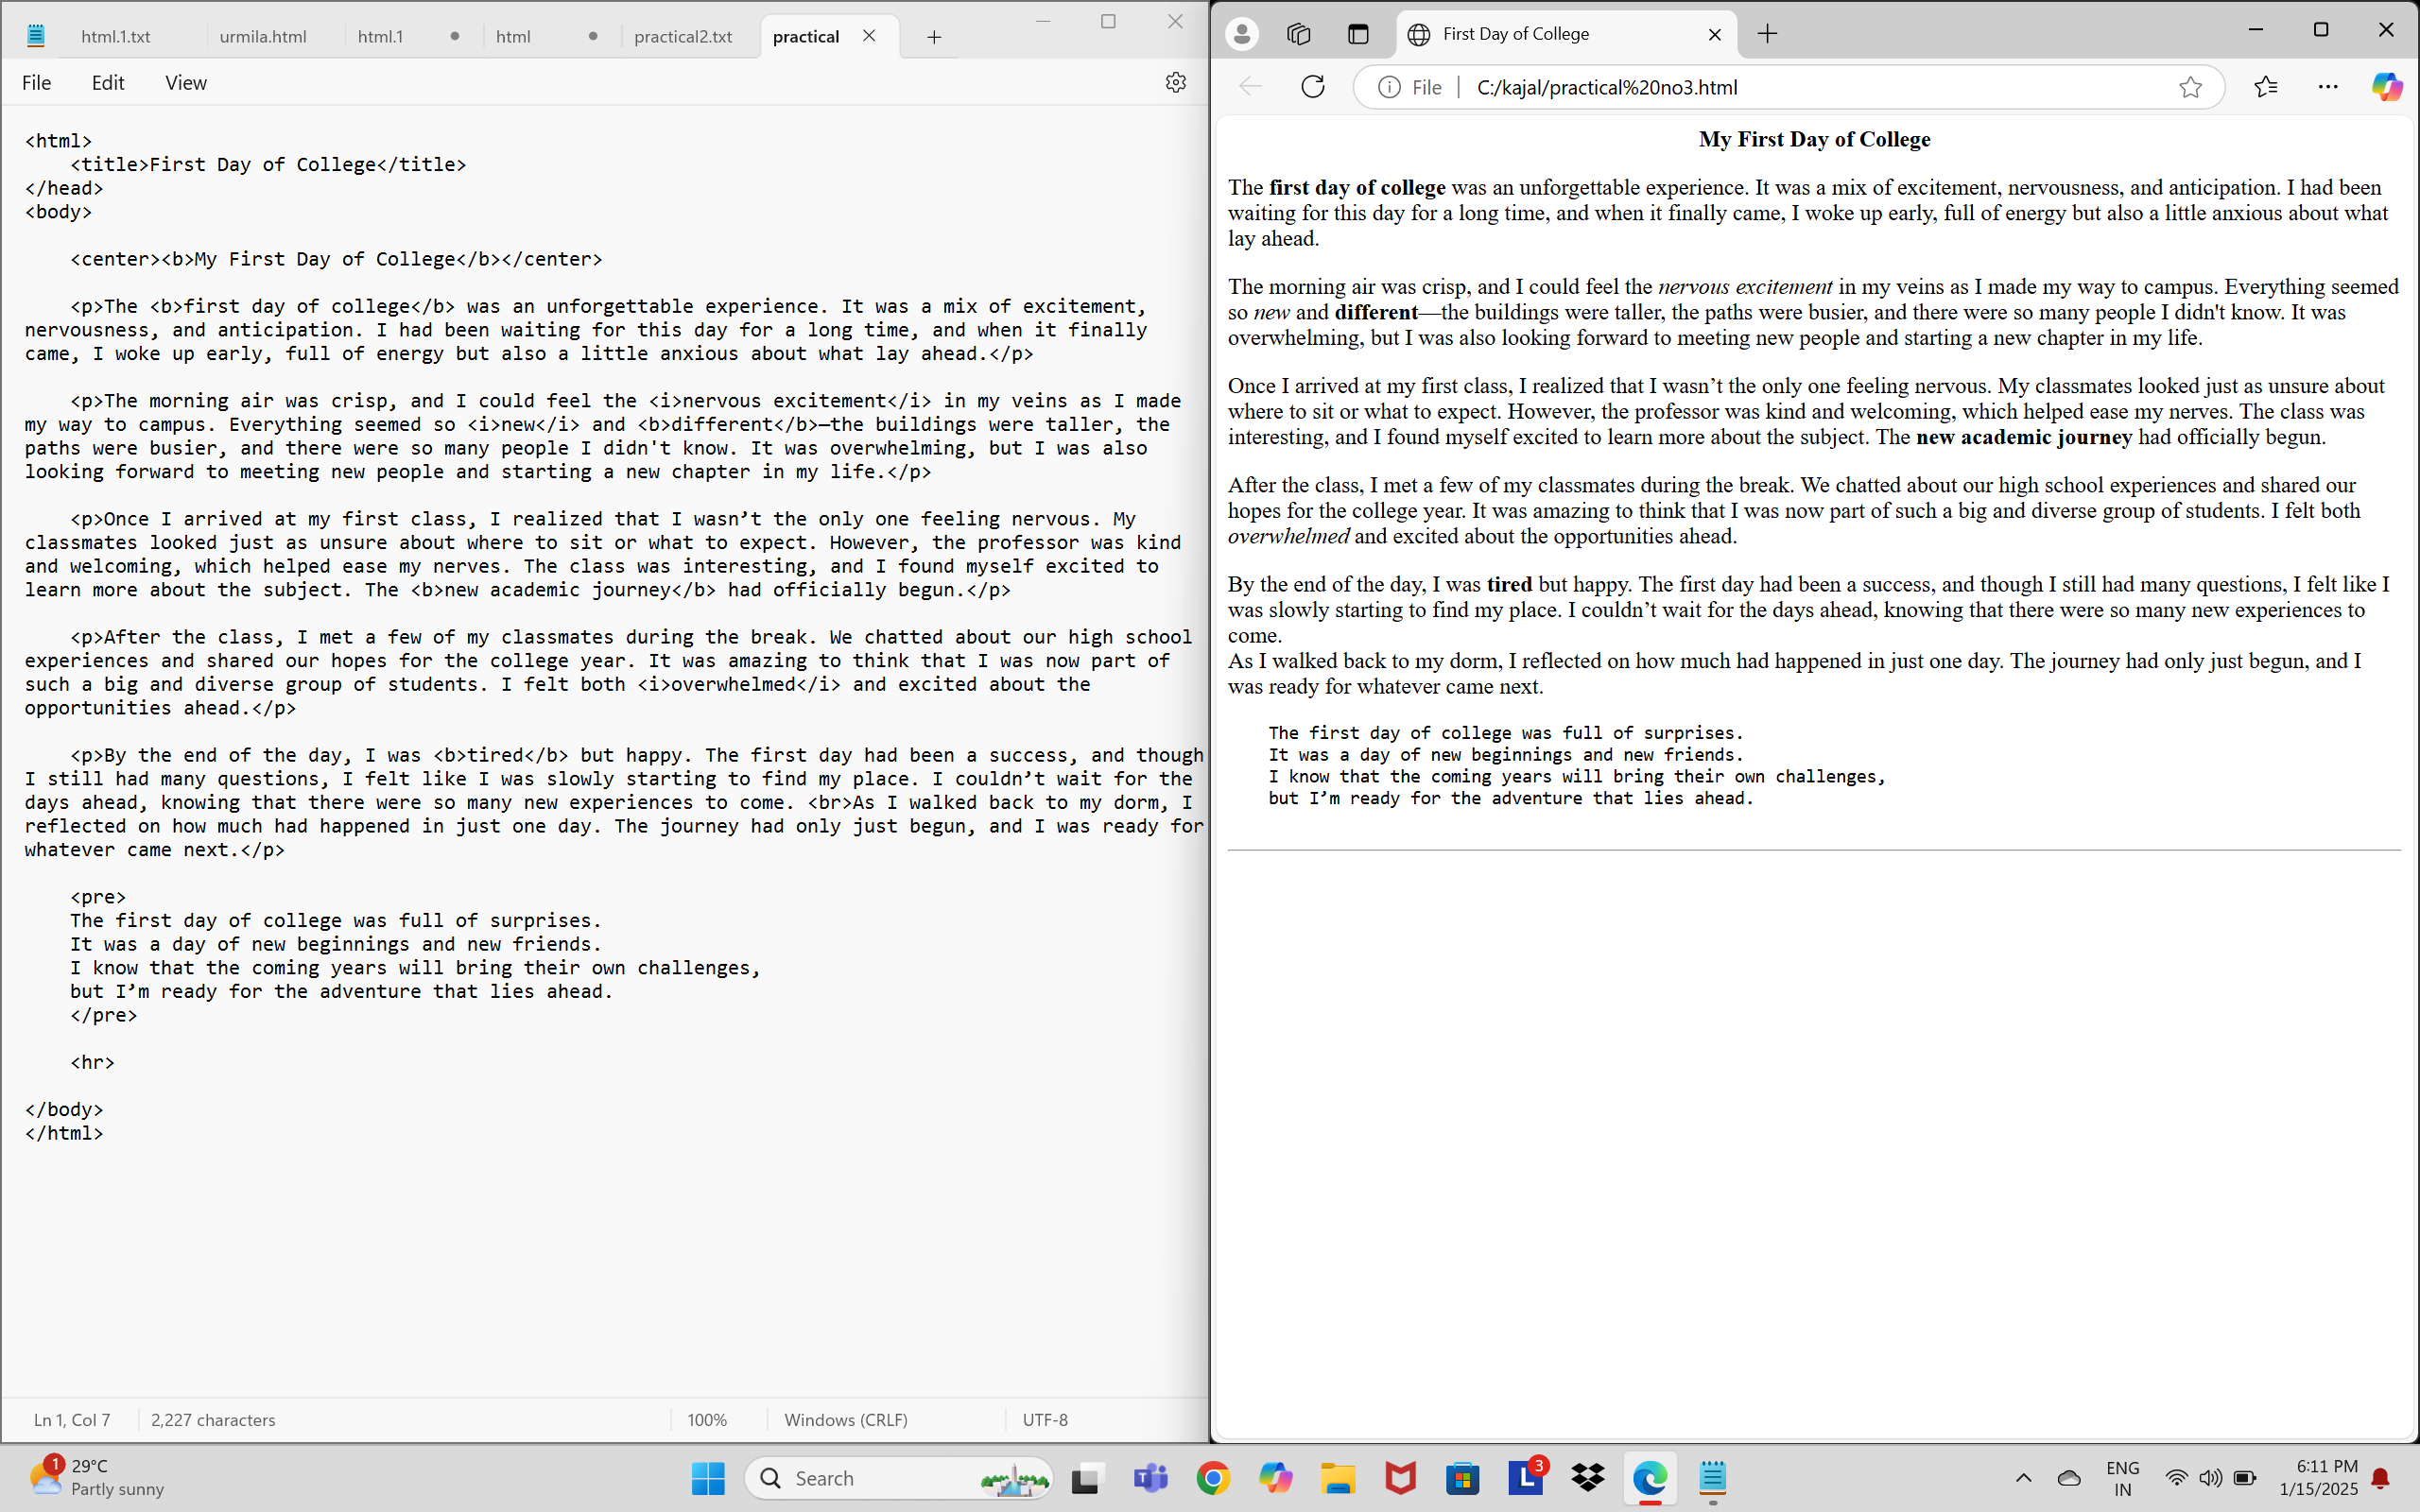 html.1.txt
urmila.html
html.1
html
practical2.txt
practical
File Edit View
<html>
    <title>First Day of College</title>
</head>
<body>

    <center><b>My First Day of College</b></center>

    <p>The <b>first day of college</b> was an unforgettable experience. It was a mix of excitement,
nervousness, and anticipation. I had been waiting for this day for a long time, and when it finally
came, I woke up early, full of energy but also a little anxious about what lay ahead.</p>

    <p>The morning air was crisp, and I could feel the <i>nervous excitement</i> in my veins as I made
my way to campus. Everything seemed so <i>new</i> and <b>different</b>—the buildings were taller, the
paths were busier, and there were so many people I didn't know. It was overwhelming, but I was also
looking forward to meeting new people and starting a new chapter in my life.</p>

    <p>Once I arrived at my first class, I realized that I wasn’t the only one feeling nervous. My
classmates looked just as unsure about where to sit or what to expect. However, the professor was kind
and welcoming, which helped ease my nerves. The class was interesting, and I found myself excited to
learn more about the subject. The <b>new academic journey</b> had officially begun.</p>

    <p>After the class, I met a few of my classmates during the break. We chatted about our high school
experiences and shared our hopes for the college year. It was amazing to think that I was now part of
such a big and diverse group of students. I felt both <i>overwhelmed</i> and excited about the
opportunities ahead.</p>

    <p>By the end of the day, I was <b>tired</b> but happy. The first day had been a success, and though
I still had many questions, I felt like I was slowly starting to find my place. I couldn’t wait for the
days ahead, knowing that there were so many new experiences to come. <br>As I walked back to my dorm, I
reflected on how much had happened in just one day. The journey had only just begun, and I was ready for
whatever came next.</p>

    <pre>
    The first day of college was full of surprises.
    It was a day of new beginnings and new friends.
    I know that the coming years will bring their own challenges,
    but I’m ready for the adventure that lies ahead.
    </pre>

    <hr>

</body>
</html>
Ln 1, Col 7 2,227 characters 100% Windows (CRLF) UTF-8
First Day of College
File C:/kajal/practical%20no3.html
My First Day of College
The first day of college was an unforgettable experience. It was a mix of excitement, nervousness, and anticipation. I had been
waiting for this day for a long time, and when it finally came, I woke up early, full of energy but also a little anxious about what
lay ahead.
The morning air was crisp, and I could feel the nervous excitement in my veins as I made my way to campus. Everything seemed
so new and different—the buildings were taller, the paths were busier, and there were so many people I didn't know. It was
overwhelming, but I was also looking forward to meeting new people and starting a new chapter in my life.
Once I arrived at my first class, I realized that I wasn’t the only one feeling nervous. My classmates looked just as unsure about
where to sit or what to expect. However, the professor was kind and welcoming, which helped ease my nerves. The class was
interesting, and I found myself excited to learn more about the subject. The new academic journey had officially begun.
After the class, I met a few of my classmates during the break. We chatted about our high school experiences and shared our
hopes for the college year. It was amazing to think that I was now part of such a big and diverse group of students. I felt both
overwhelmed and excited about the opportunities ahead.
By the end of the day, I was tired but happy. The first day had been a success, and though I still had many questions, I felt like I
was slowly starting to find my place. I couldn’t wait for the days ahead, knowing that there were so many new experiences to
come.
As I walked back to my dorm, I reflected on how much had happened in just one day. The journey had only just begun, and I
was ready for whatever came next.
    The first day of college was full of surprises.
    It was a day of new beginnings and new friends.
    I know that the coming years will bring their own challenges,
    but I’m ready for the adventure that lies ahead.
1
29°C
Partly sunny
Search
T
L
3
ENG
IN
6:11 PM
1/15/2025